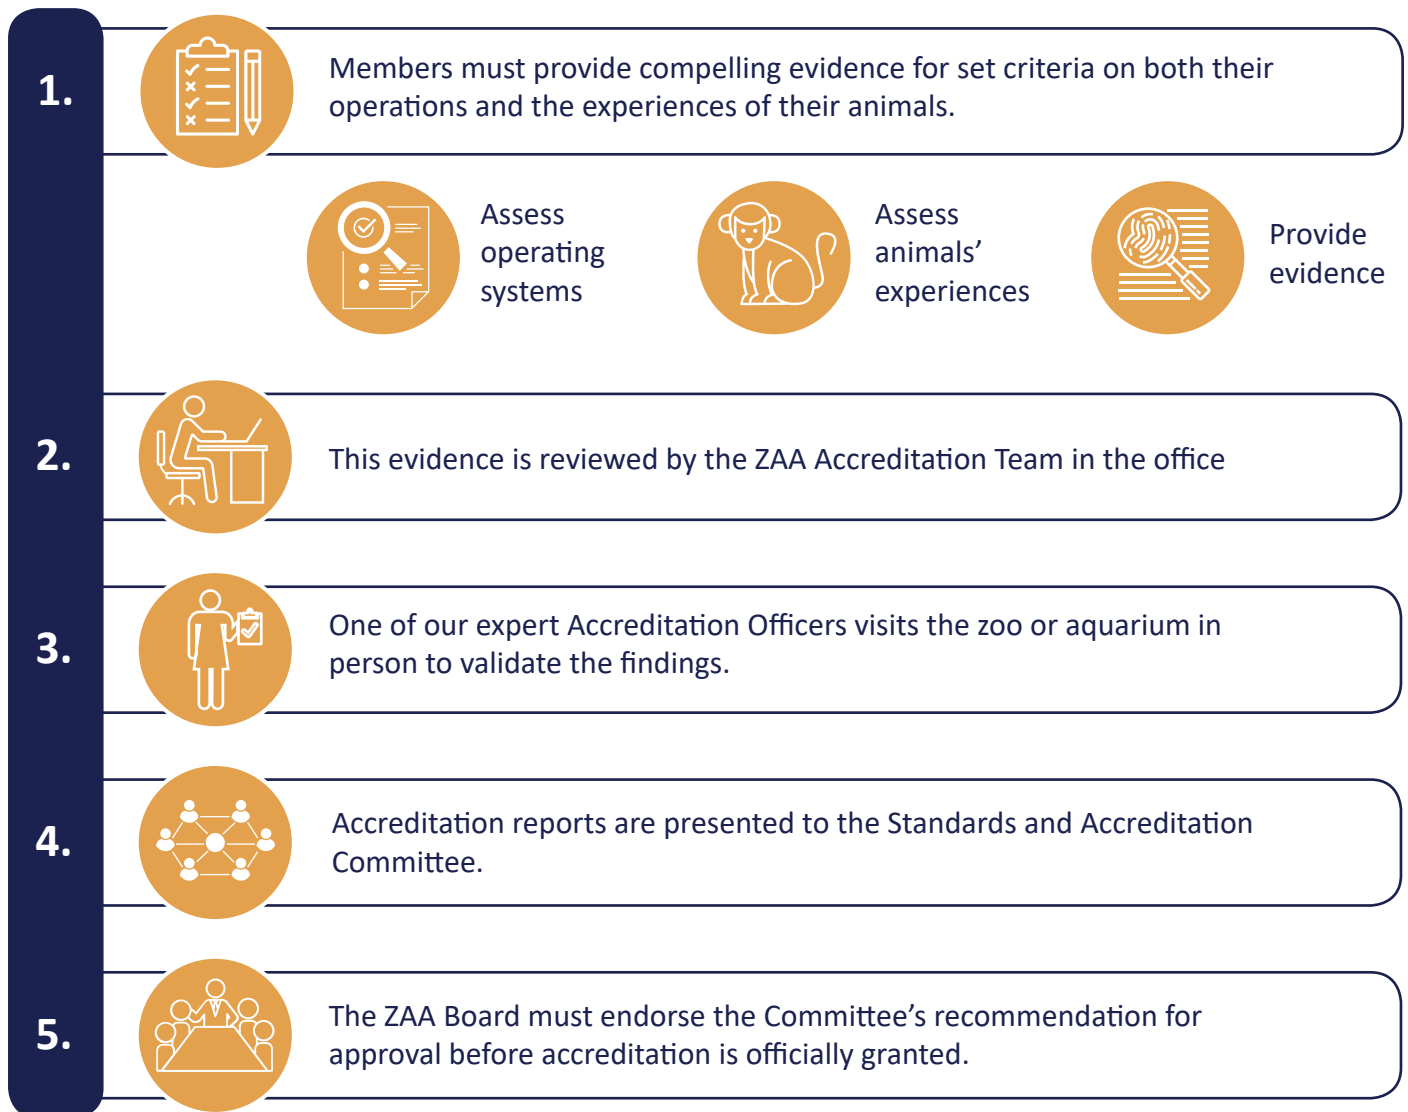 1.
Members must provide compelling evidence for set criteria on both their
operations and the experiences of their animals.
Assess
operating
systems
Assess
animals’
experiences
Provide
evidence
2.
This evidence is reviewed by the ZAA Accreditation Team in the office
3.
One of our expert Accreditation Officers visits the zoo or aquarium in
person to validate the findings.
4.
Accreditation reports are presented to the Standards and Accreditation
Committee.
5.
The ZAA Board must endorse the Committee’s recommendation for
approval before accreditation is officially granted.